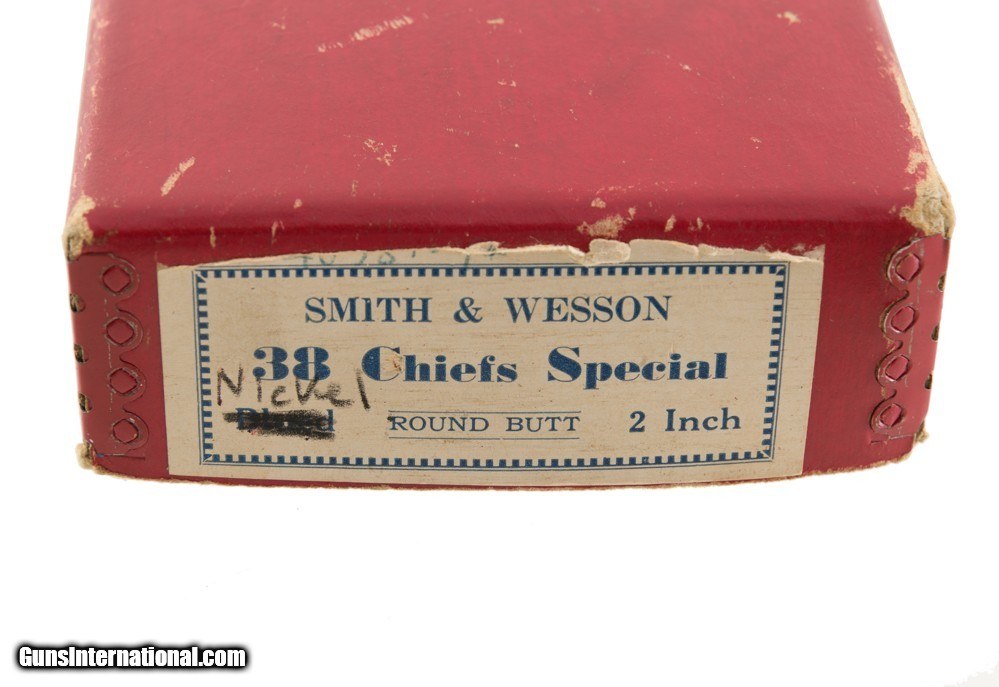 SMITH & WESSON
38 Chiefs Special
Nickel
ROUND BUTT 2 Inch
GunsInternational.com